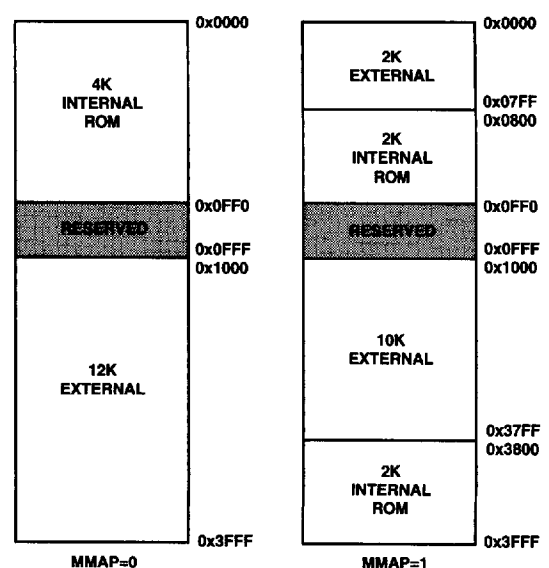 0x0000
4K
INTERNAL
ROM
0x0FF0
RESERVED
0x0FFF
0x1000
12K
EXTERNAL
0x3FFF
MMAP=0
0x0000
2K
EXTERNAL
0x07FF
0x0800
2K
INTERNAL
ROM
0x0FF0
RESERVED
0x0FFF
0x1000
10K
EXTERNAL
0x37FF
0x3800
2K
INTERNAL
ROM
0x3FFF
MMAP=1